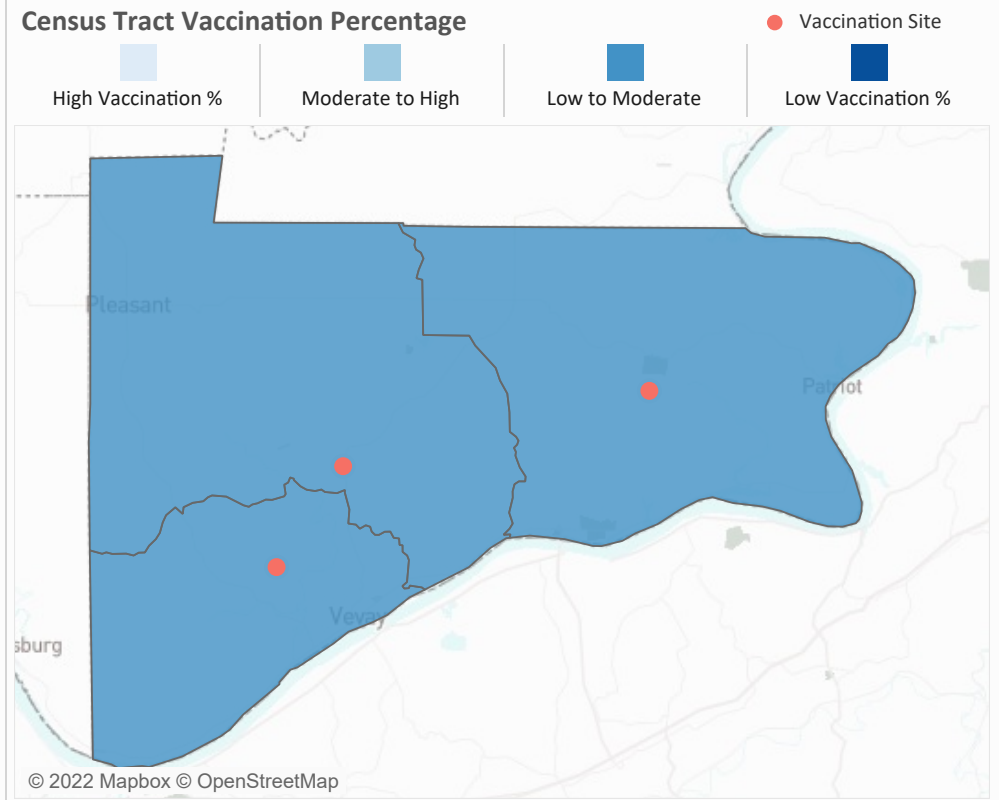 Census Tract Vaccination Percentage
Vaccination Site
High Vaccination %
Moderate to High
Low to Moderate
Low Vaccination %
Pleasant
Patriot
Vevay
sburg
© 2022 Mapbox © OpenStreetMap